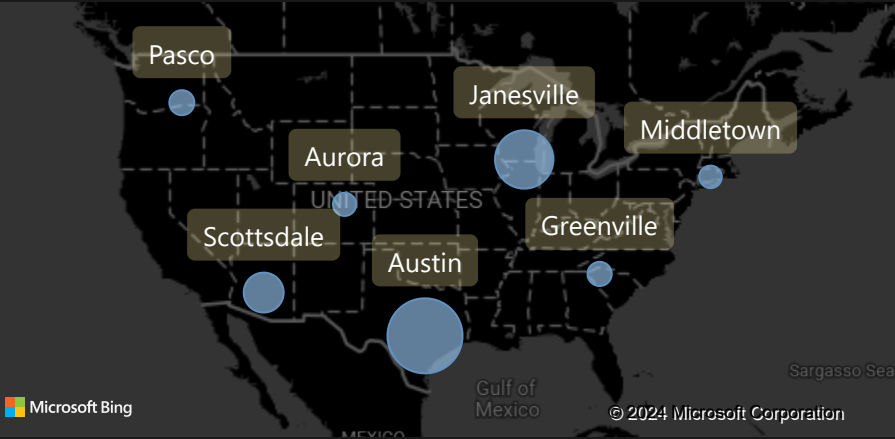 Pasco
Janesville
Middletown
Aurora
UNITED STATES
Scottsdale
Greenville
Austin
Sargasso Sea
Gulf of
Mexico
Microsoft Bing
© 2024 Microsoft Corporation
MEXICO